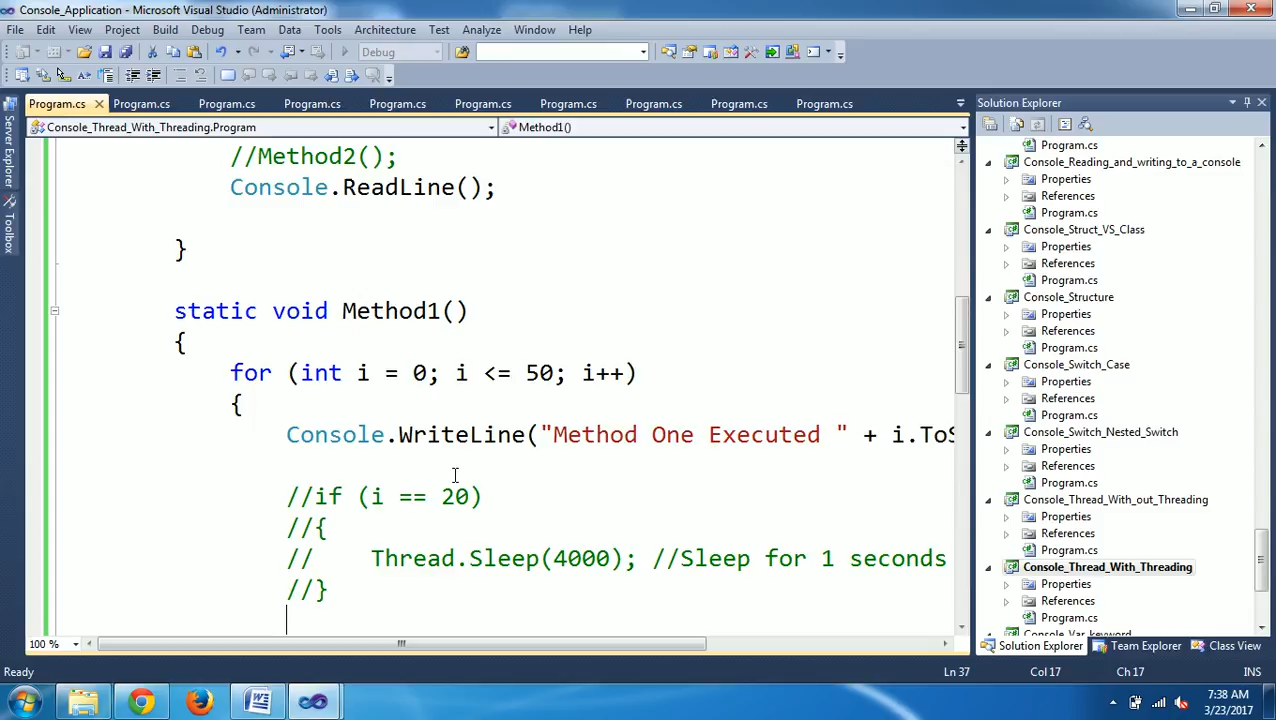 Console_Application - Microsoft Visual Studio (Administrator)
File Edit View Project Build Debug Team Data Tools Architecture Test Analyze Window Help
Debug
Program.cs Program.cs Program.cs Program.cs Program.cs Program.cs Program.cs Program.cs Program.cs Program.cs
Console_Thread_With_Threading.Program Method1()
Server Explorer
Toolbox
//Method2();
Console.ReadLine();
}
static void Method1()
{
for (int i = 0; i <= 50; i++)
{
Console.WriteLine("Method One Executed " + i.ToS
//if (i == 20)
//{
// Thread.Sleep(4000); //Sleep for 1 seconds
//}
100 %
Solution Explorer
Program.cs
Console_Reading_and_writing_to_a_console
Properties
References
Program.cs
Console_Struct_VS_Class
Properties
References
Program.cs
Console_Structure
Properties
References
Program.cs
Console_Switch_Case
Properties
References
Program.cs
Console_Switch_Nested_Switch
Properties
References
Program.cs
Console_Thread_With_out_Threading
Properties
References
Program.cs
Console_Thread_With_Threading
Properties
References
Program.cs
Console_Var_keyword
Solution Explorer Team Explorer Class View
Ready Ln 37 Col 17 Ch 17 INS
7:38 AM
3/23/2017